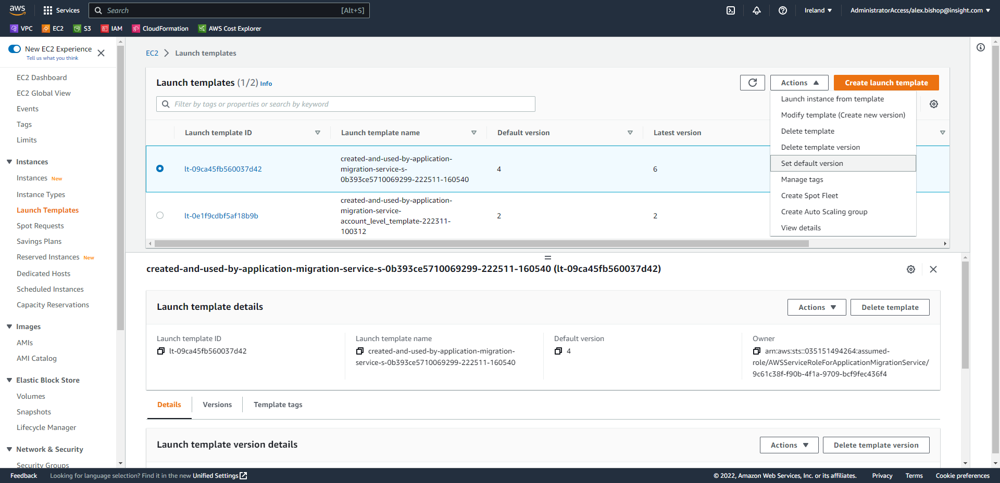 aws
Services
Search
[Alt+S]
Ireland
AdministratorAccess/alex.bishop@insight.com
VPC
EC2
S3
IAM
CloudFormation
AWS Cost Explorer
New EC2 Experience
Tell us what you think
EC2 Dashboard
EC2 Global View
Events
Tags
Limits
Instances
Instances New
Instance Types
Launch Templates
Spot Requests
Savings Plans
Reserved Instances New
Dedicated Hosts
Scheduled Instances
Capacity Reservations
Images
AMIs
AMI Catalog
Elastic Block Store
Volumes
Snapshots
Lifecycle Manager
Network & Security
Security Groups
EC2
Launch templates
Launch templates (1/2) Info
Actions
Create launch template
Filter by tags or properties or search by keyword
Launch instance from template
Modify template (Create new version)
Delete template
Delete template version
Set default version
Manage tags
Create Spot Fleet
Create Auto Scaling group
View details
Launch template ID
Launch template name
Default version
Latest version
lt-09ca45fb560037d42
created-and-used-by-application-
migration-service-s-
0b393ce5710069299-222511-160540
4
6
lt-0e1f9cdbf5af18b9b
created-and-used-by-application-
migration-service-
account_level_template-222311-
100312
2
2
created-and-used-by-application-migration-service-s-0b393ce5710069299-222511-160540 (lt-09ca45fb560037d42)
Launch template details
Actions
Delete template
Launch template ID
lt-09ca45fb560037d42
Launch template name
created-and-used-by-application-migration-
service-s-0b393ce5710069299-222511-160540
Default version
4
Owner
arn:aws:sts::035151494264:assumed-
role/AWSServiceRoleForApplicationMigrationService/
9c61c38f-f90b-4f1a-9709-bcf9fec436f4
Details
Versions
Template tags
Launch template version details
Actions
Delete template version
Feedback
Looking for language selection? Find it in the new Unified Settings
© 2022, Amazon Web Services, Inc. or its affiliates.
Privacy
Terms
Cookie preferences